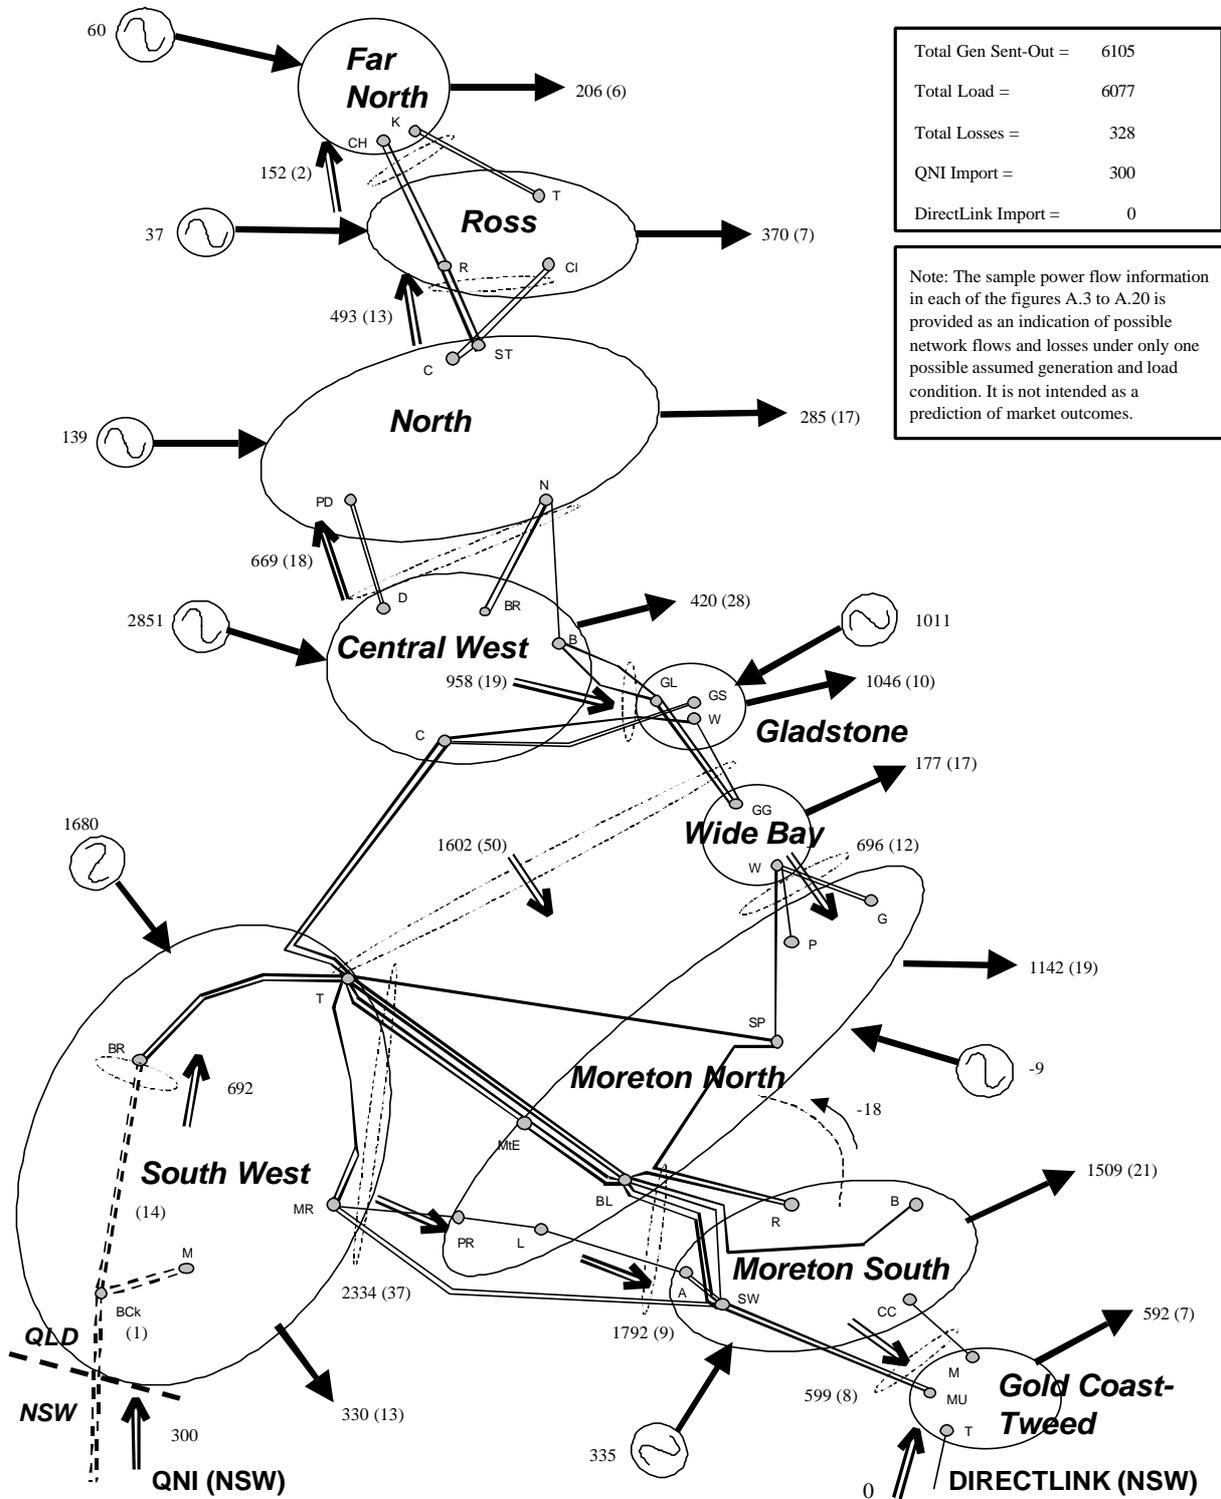 60
Far
North
206 (6)
K
CH
152 (2)
T
37
Ross
370 (7)
R
CI
493 (13)
ST
C
North
285 (17)
139
PD
N
669 (18)
D
BR
420 (28)
2851
B
1011
Central West
958 (19)
GL
GS
1046 (10)
W
C
Gladstone
177 (17)
GG
1680
Wide Bay
1602 (50)
696 (12)
W
G
P
1142 (19)
T
SP
BR
692
Moreton North
-9
-18
MtE
South West
1509 (21)
(14)
MR
BL
R
B
PR
L
M
Moreton South
2334 (37)
A
SW
BCk
CC
(1)
1792 (9)
592 (7)
QLD
M
599 (8)
MU
Gold Coast-
Tweed
NSW
330 (13)
T
300
335
QNI (NSW)
0
DIRECTLINK (NSW)
Total Gen Sent-Out = 6105
Total Load = 6077
Total Losses = 328
QNI Import = 300
DirectLink Import = 0
Note: The sample power flow information
in each of the figures A.3 to A.20 is
provided as an indication of possible
network flows and losses under only one
possible assumed generation and load
condition. It is not intended as a
prediction of market outcomes.